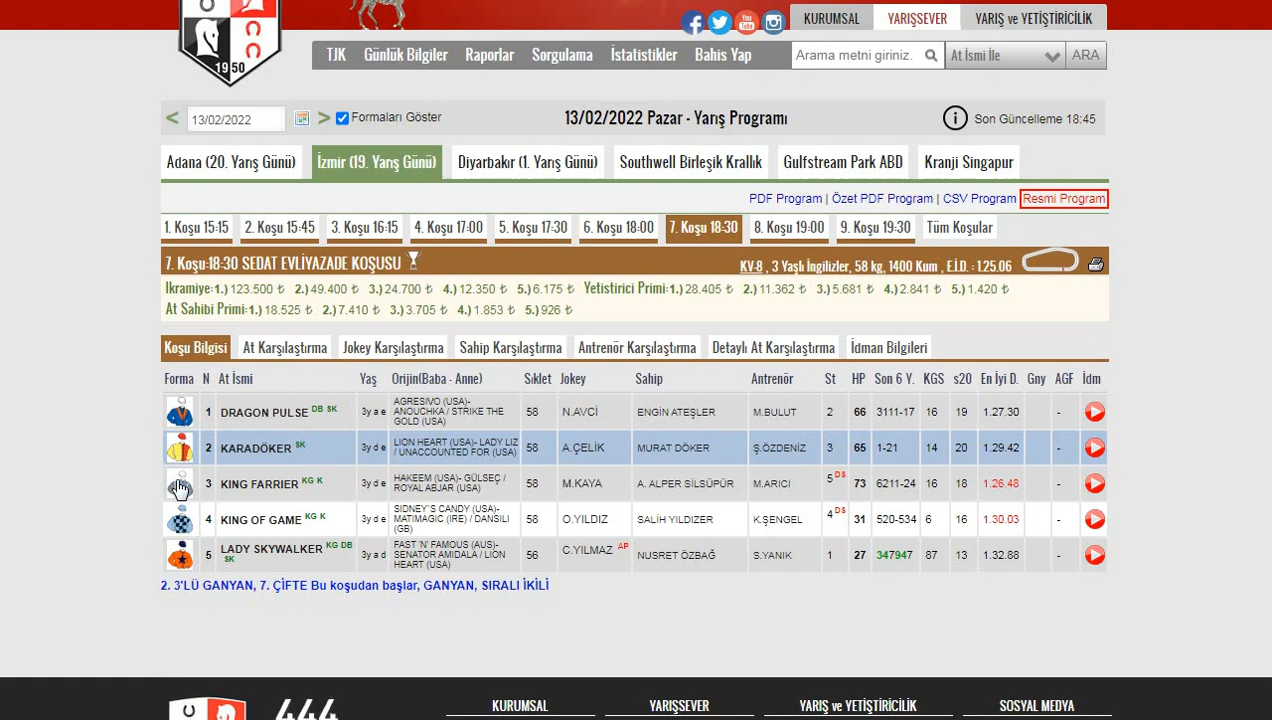 KURUMSAL YARIŞSEVER YARIŞ ve YETİŞTİRİCİLİK
1950
TJK Günlük Bilgiler Raporlar Sorgulama İstatistikler Bahis Yap Arama metni giriniz. At İsmi İle ARA
< 13/02/2022 > Formaları Göster 13/02/2022 Pazar - Yarış Programı Son Güncelleme 18:45
Adana (20. Yarış Günü) İzmir (19. Yarış Günü) Diyarbakır (1. Yarış Günü) Southwell Birleşik Krallık Gulfstream Park ABD Kranji Singapur
PDF Program | Özet PDF Program | CSV Program Resmi Program
1. Koşu 15:15 2. Koşu 15:45 3. Koşu 16:15 4. Koşu 17:00 5. Koşu 17:30 6. Koşu 18:00 7. Koşu 18:30 8. Koşu 19:00 9. Koşu 19:30 Tüm Koşular
7. Koşu:18:30 SEDAT EVLİYAZADE KOŞUSU KV-8 , 3 Yaşlı İngilizler, 58 kg, 1400 Kum , E.İ.D. : 1.25.06
Ikramiye:1.) 123.500 ₺ 2.) 49.400 ₺ 3.) 24.700 ₺ 4.) 12.350 ₺ 5.) 6.175 ₺ Yetistirici Primi:1.) 28.405 ₺ 2.) 11.362 ₺ 3.) 5.681 ₺ 4.) 2.841 ₺ 5.) 1.420 ₺
At Sahibi Primi:1.) 18.525 ₺ 2.) 7.410 ₺ 3.) 3.705 ₺ 4.) 1.853 ₺ 5.) 926 ₺
Koşu Bilgisi At Karşılaştırma Jokey Karşılaştırma Sahip Karşılaştırma Antrenör Karşılaştırma Detaylı At Karşılaştırma İdman Bilgileri
Forma N At İsmi Yaş Orijin(Baba - Anne) Sıklet Jokey Sahip Antrenör St HP Son 6 Y. KGS s20 En İyi D. Gny AGF İdm
1 DRAGON PULSE DB SK 3y a e AGRESIVO (USA)- ANOUCHKA / STRIKE THE GOLD (USA) 58 N.AVCİ ENGİN ATEŞLER M.BULUT 2 66 3111-17 16 19 1.27.30 -
2 KARADÖKER SK 3y d e LION HEART (USA)- LADY LIZ / UNACCOUNTED FOR (USA) 58 A.ÇELİK MURAT DÖKER Ş.ÖZDENİZ 3 65 1-21 14 20 1.29.42 -
3 KING FARRIER KG K 3y d e HAKEEM (USA)- GÜLSEÇ / ROYAL ABJAR (USA) 58 M.KAYA A. ALPER SİLSÜPÜR M.ARICI 5 DS 73 6211-24 16 18 1.26.48 -
4 KING OF GAME KG K 3y d e SIDNEY'S CANDY (USA)- MATIMAGIC (IRE) / DANSILI (GB) 58 O.YILDIZ SALİH YILDIZER K.ŞENGEL 4 DS 31 520-534 6 16 1.30.03 -
5 LADY SKYWALKER KG DB SK 3y a d FAST 'N' FAMOUS (AUS)- SENATOR AMIDALA / LION HEART (USA) 56 C.YILMAZ AP NUSRET ÖZBAĞ S.YANIK 1 27 347947 87 13 1.32.88 -
2. 3'LÜ GANYAN, 7. ÇİFTE Bu koşudan başlar, GANYAN, SIRALI İKİLİ
444 KURUMSAL YARIŞSEVER YARIŞ ve YETİŞTİRİCİLİK SOSYAL MEDYA